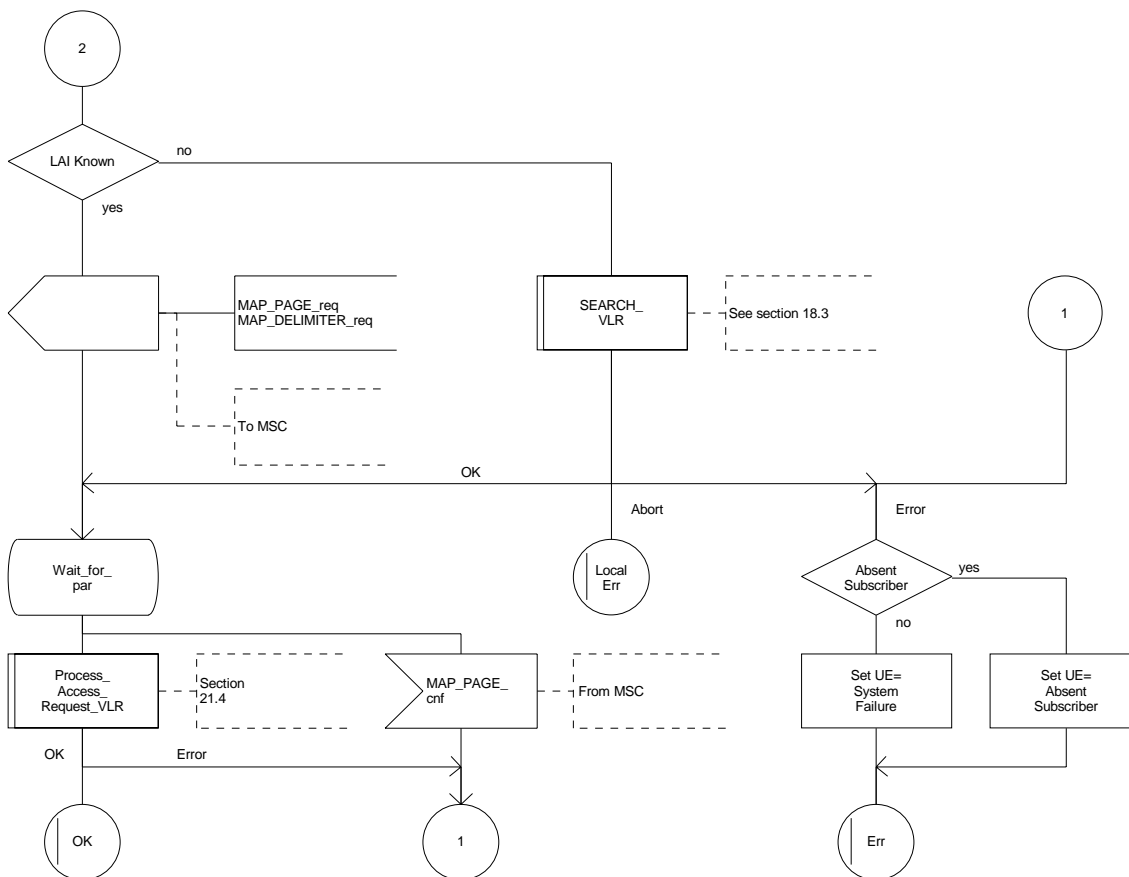 2
LAI Known
no
yes
MAP_PAGE_req
MAP_DELIMITER_req
SEARCH_
VLR
See section 18.3
1
To MSC
OK
Abort
Error
Wait_for_
par
Local
Err
Absent
Subscriber
yes
no
Process_
Access_
Request_VLR
Section
21.4
MAP_PAGE_
cnf
From MSC
Set UE=
System
Failure
Set UE=
Absent
Subscriber
OK
Error
OK
1
Err